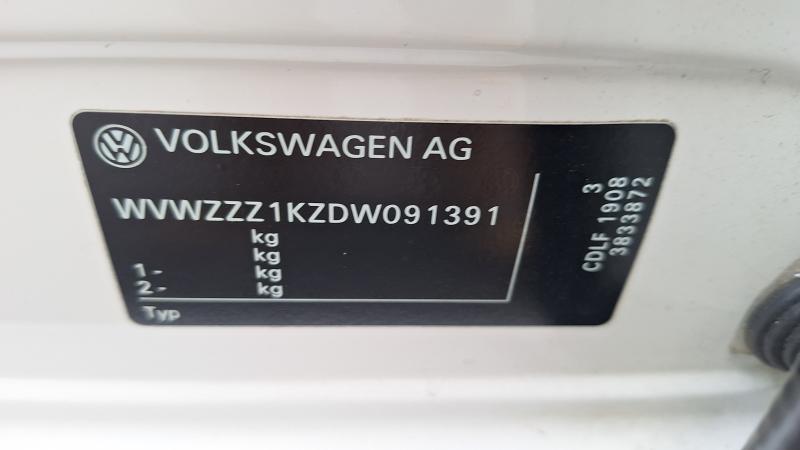 VOLKSWAGEN AG
WVWZZZ1KZDW091391
kg
kg
1 - kg
2 - kg
Typ
3
CDLF 1908
3833872